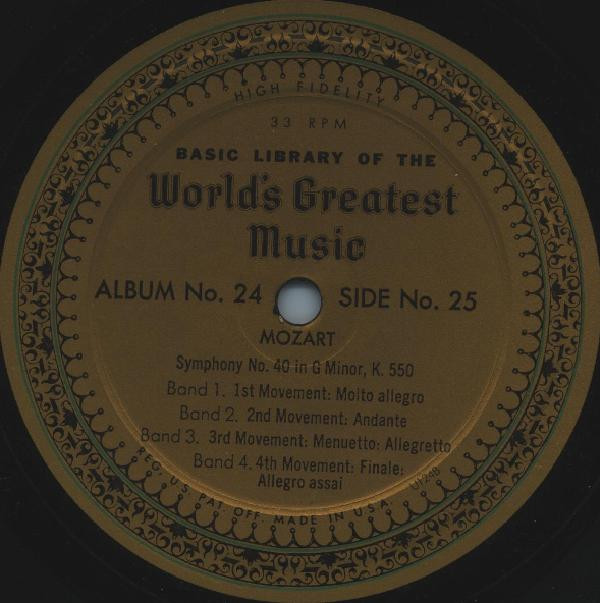 HIGH FIDELITY
33 RPM
BASIC LIBRARY OF THE
World's Greatest
Music
ALBUM No. 24 SIDE No. 25
MOZART
Symphony No. 40 in G Minor, K. 550
Band 1. 1st Movement: Molto allegro
Band 2. 2nd Movement: Andante
Band 3. 3rd Movement: Menuetto: Allegretto
Band 4. 4th Movement: Finale:
Allegro assai
REG. U.S. PAT. OFF. MADE IN U.S.A.